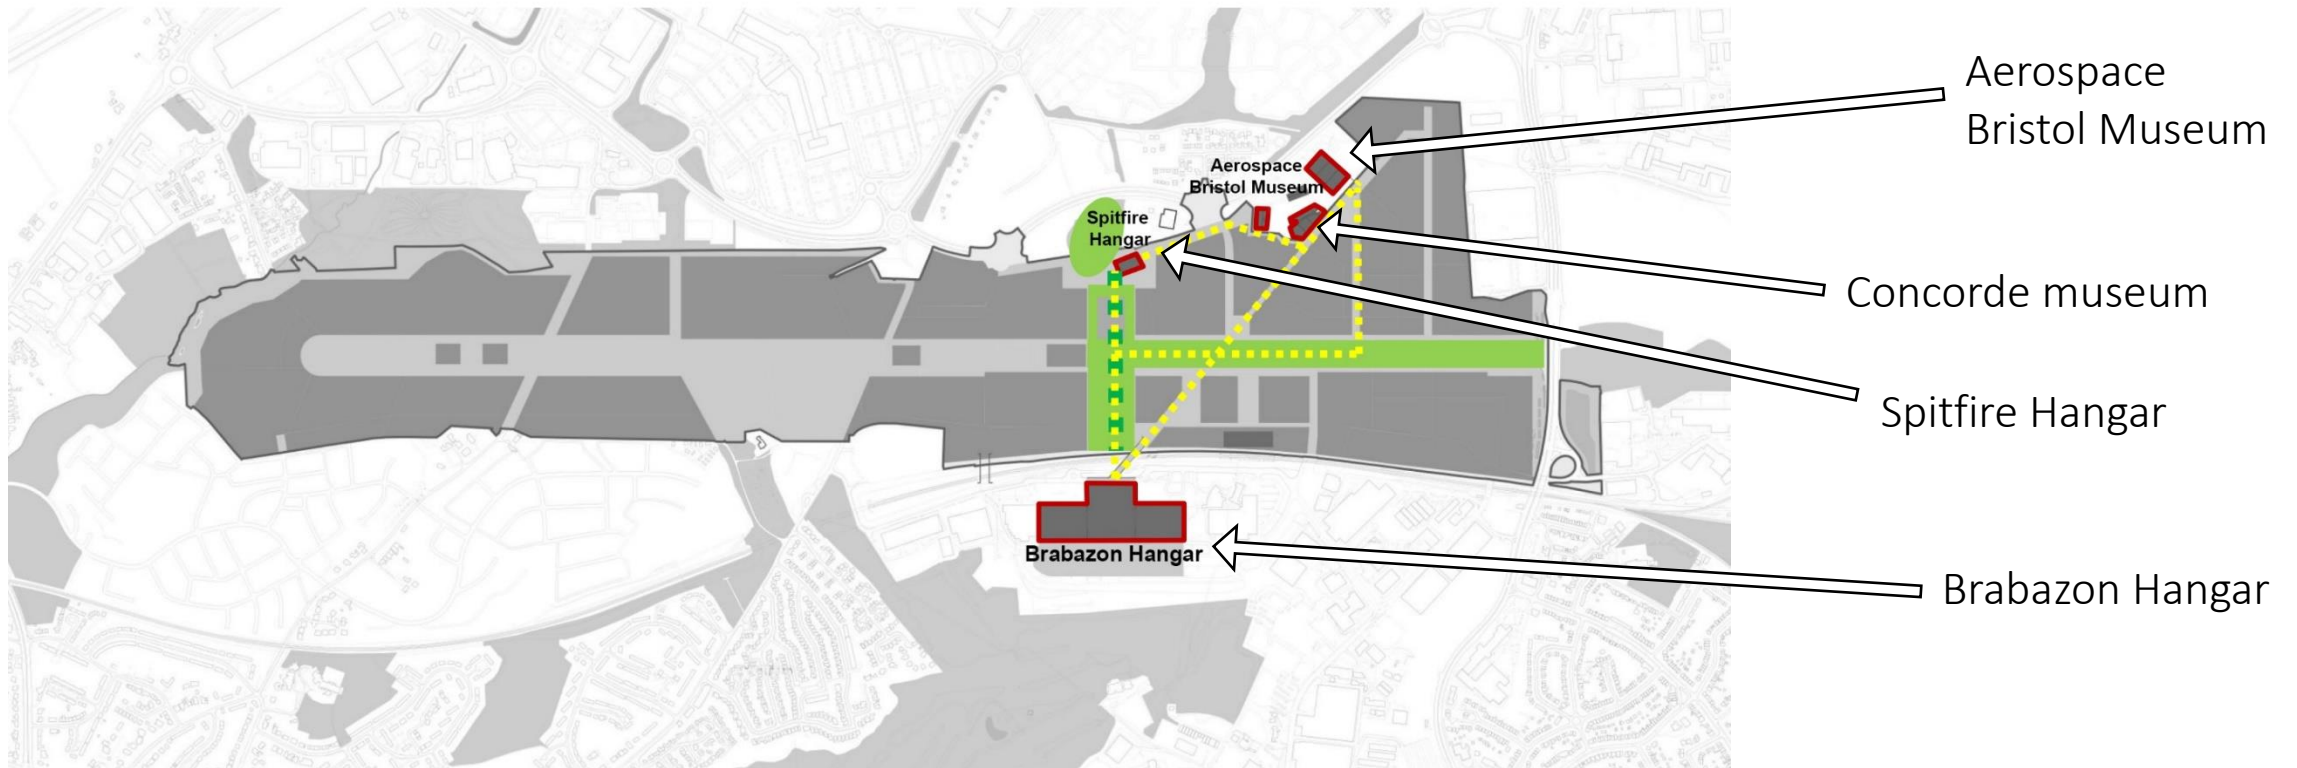 Aerospace
Bristol Museum
Spitfire
Hangar
Brabazon Hangar
Aerospace
Bristol Museum
Concorde museum
Spitfire Hangar
Brabazon Hangar